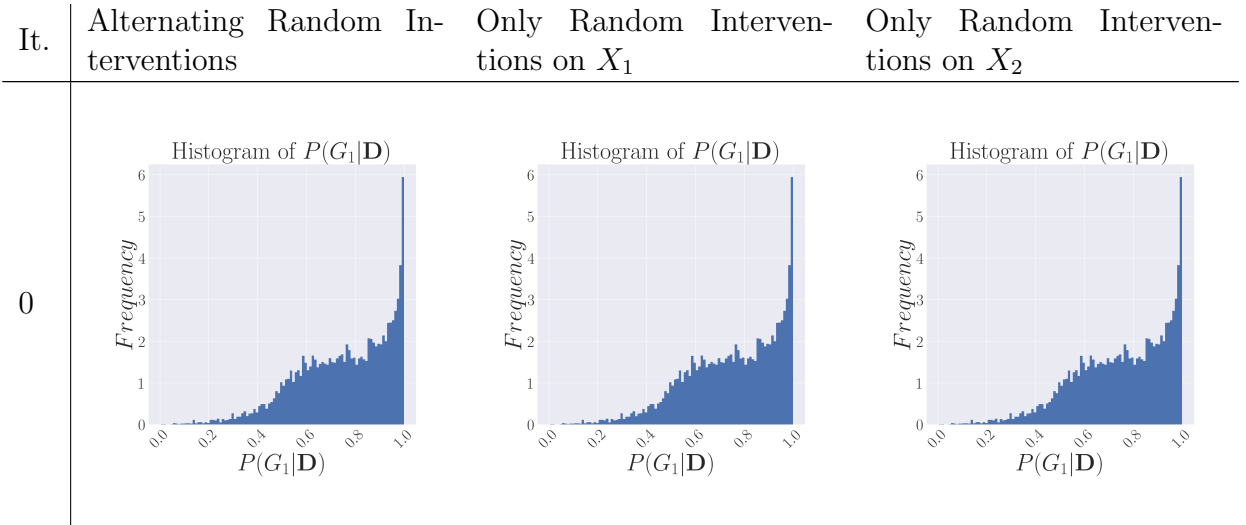 It.
Alternating Random In-
terventions
Only Random Interven-
tions on X₁
Only Random Interven-
tions on X₂
0
Histogram of P(G₁|D)
Frequency
6
5
4
3
2
1
0
0.0 0.2 0.4 0.6 0.8 1.0
P(G₁|D)
Histogram of P(G₁|D)
Frequency
6
5
4
3
2
1
0
0.0 0.2 0.4 0.6 0.8 1.0
P(G₁|D)
Histogram of P(G₁|D)
Frequency
6
5
4
3
2
1
0
0.0 0.2 0.4 0.6 0.8 1.0
P(G₁|D)